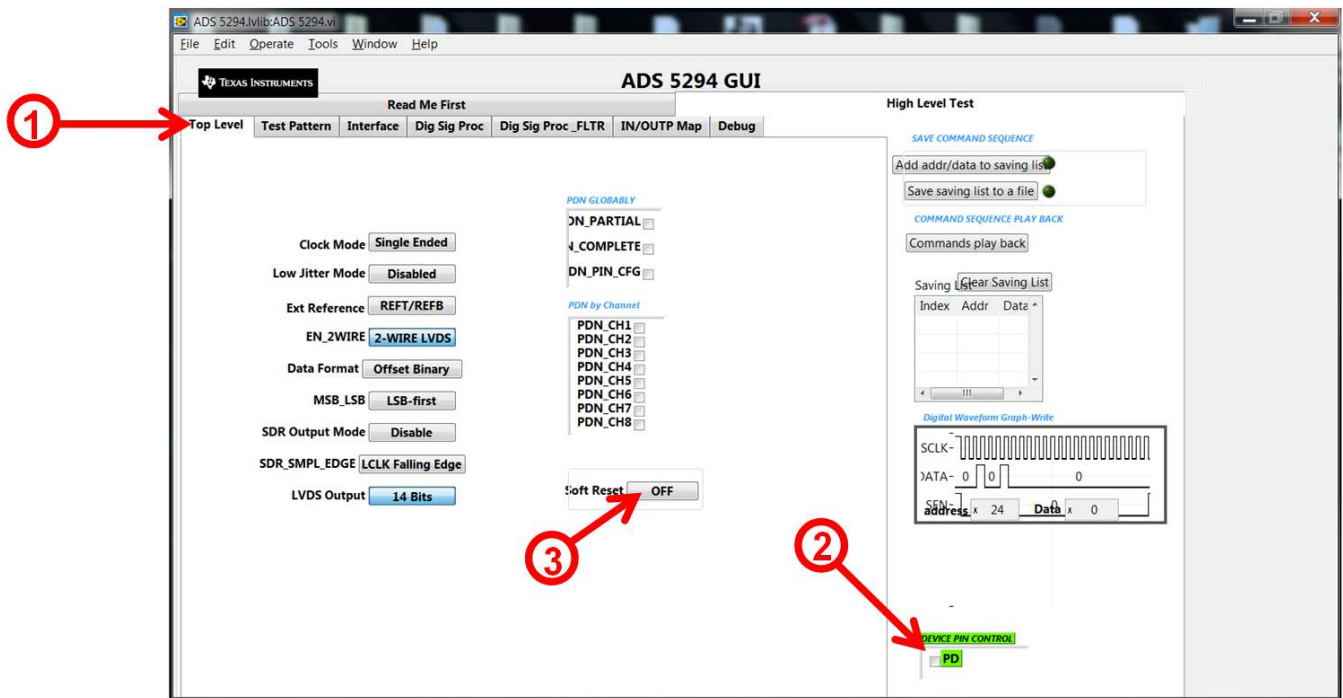 ADS 5294.lvlib:ADS 5294.vi
File Edit Operate Tools Window Help
TEXAS INSTRUMENTS
ADS 5294 GUI
Read Me First
High Level Test
1
Top Level Test Pattern Interface Dig Sig Proc Dig Sig Proc _FLTR IN/OUTP Map Debug
SAVE COMMAND SEQUENCE
Add addr/data to saving lis
Save saving list to a file
COMMAND SEQUENCE PLAY BACK
Commands play back
PDN GLOBABLY
DN_PARTIAL
N_COMPLETE
DN_PIN_CFG
Clock Mode Single Ended
Low Jitter Mode Disabled
Ext Reference REFT/REFB
EN_2WIRE 2-WIRE LVDS
Data Format Offset Binary
MSB_LSB LSB-first
SDR Output Mode Disable
SDR_SMPL_EDGE LCLK Falling Edge
LVDS Output 14 Bits
PDN by Channel
PDN_CH1
PDN_CH2
PDN_CH3
PDN_CH4
PDN_CH5
PDN_CH6
PDN_CH7
PDN_CH8
Soft Reset OFF
3
Saving List Clear Saving List
Index Addr Data
Digital Waveform Graph-Write
SCLK-
DATA- 0 0 0
SEN- 0
address x 24 Data x 0
2
DEVICE PIN CONTROL
PD